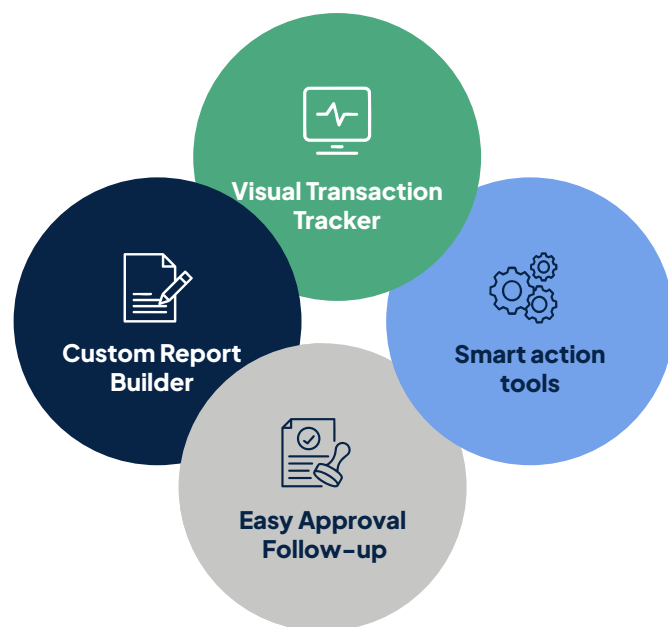 Visual Transaction
Tracker
Custom Report
Builder
Smart action
tools
Easy Approval
Follow-up